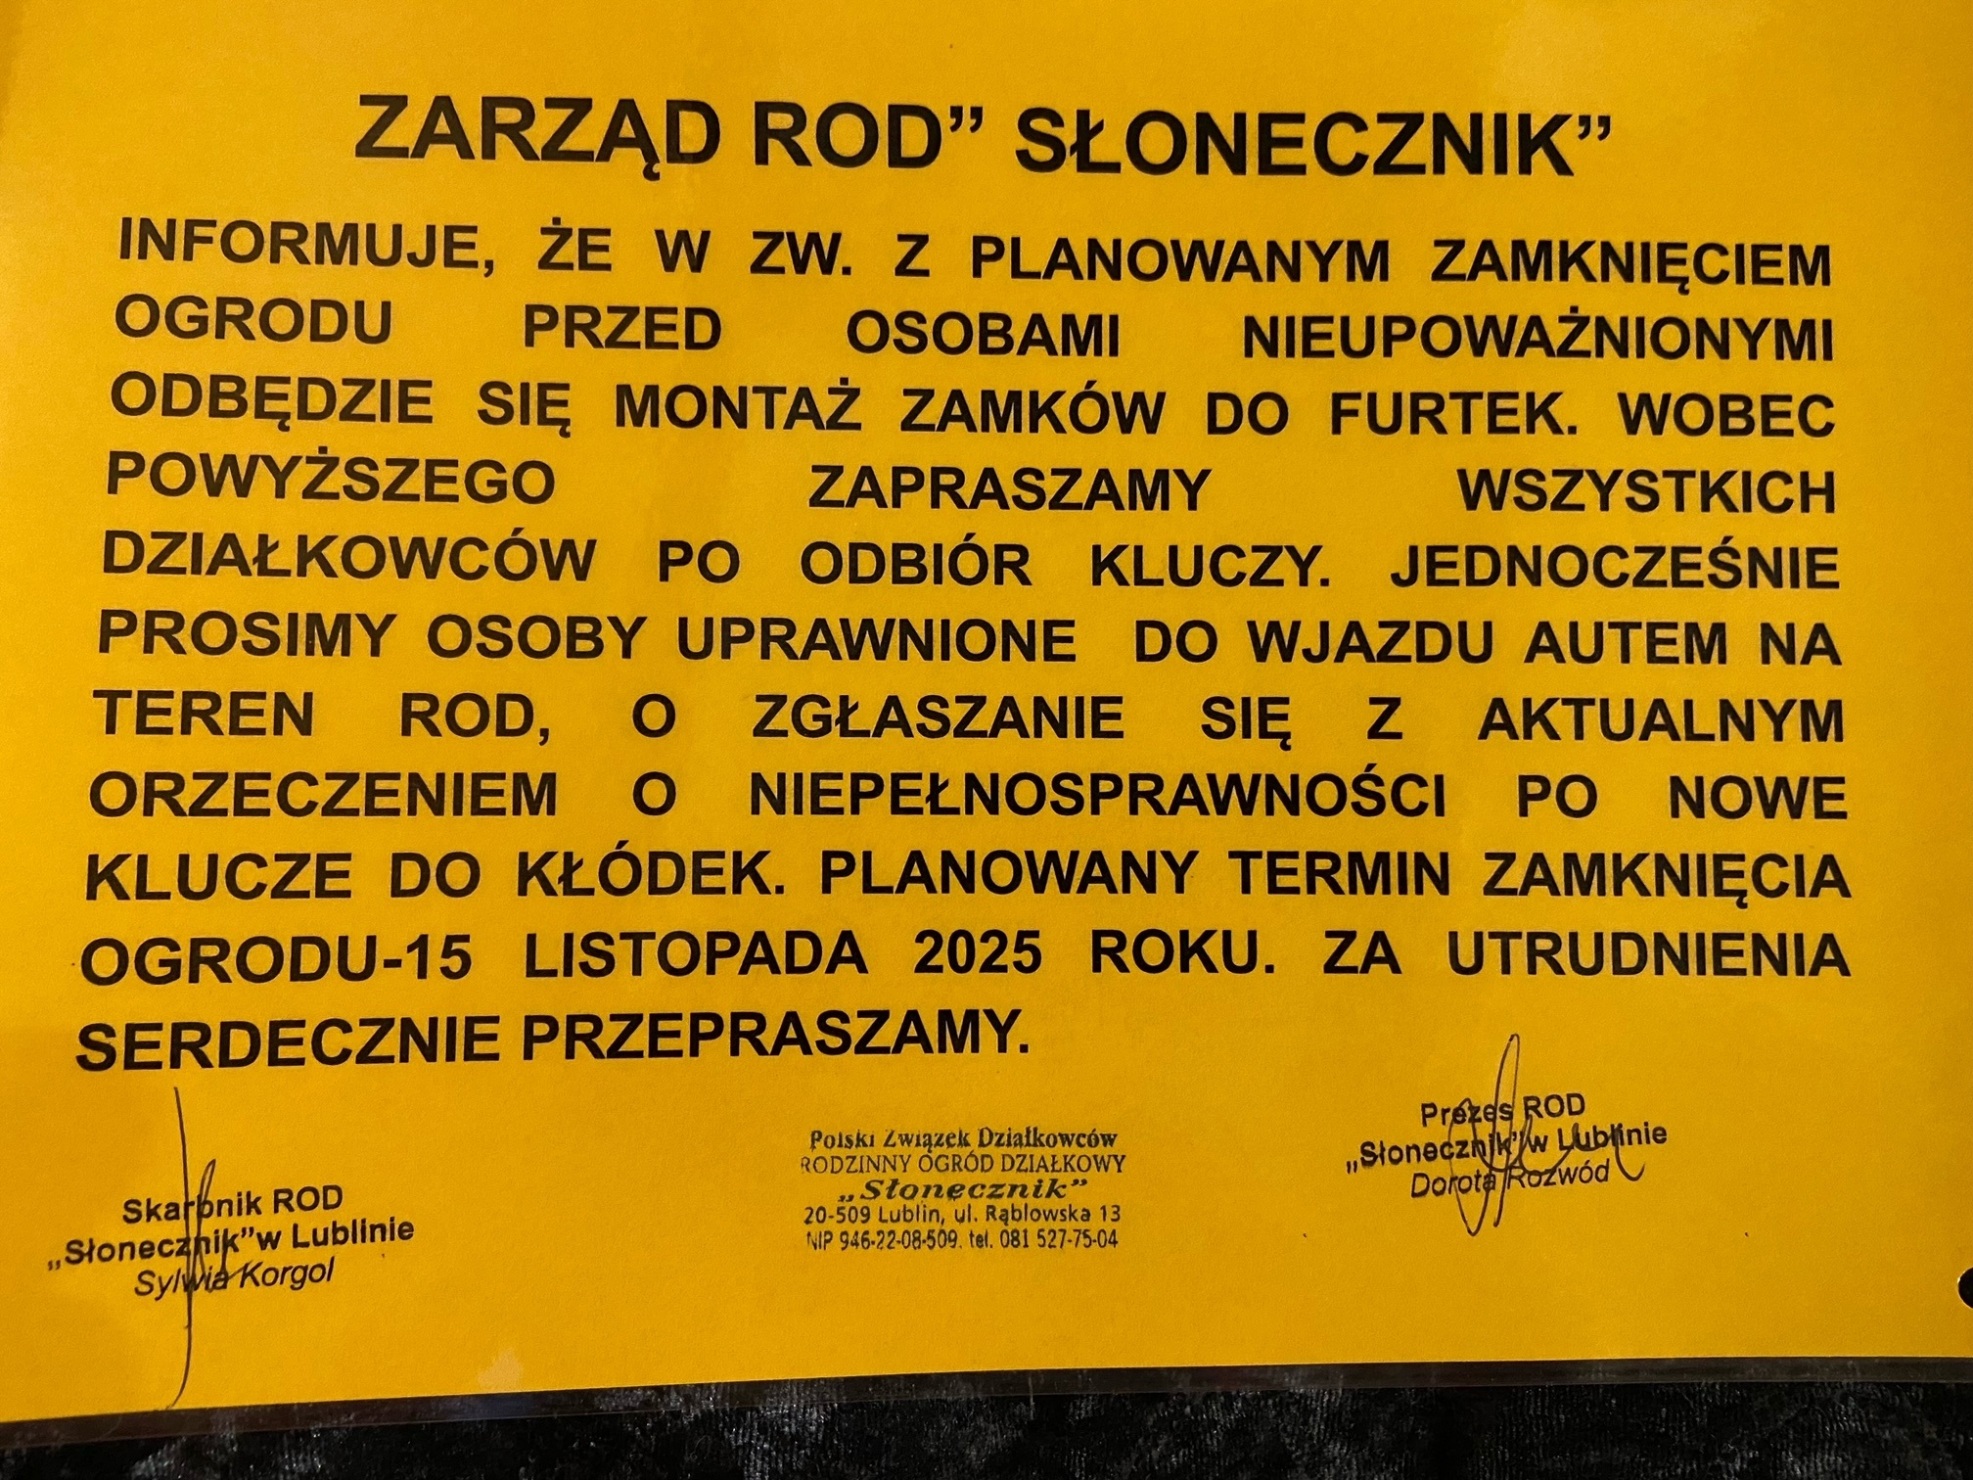 ZARZĄD ROD” SŁONECZNIK”
INFORMUJE, ŻE W ZW. Z PLANOWANYM ZAMKNIĘCIEM
OGRODU PRZED OSOBAMI NIEUPOWAŻNIONYMI
ODBĘDZIE SIĘ MONTAŻ ZAMKÓW DO FURTEK. WOBEC
POWYŻSZEGO ZAPRASZAMY WSZYSTKICH
DZIAŁKOWCÓW PO ODBIÓR KLUCZY. JEDNOCZEŚNIE
PROSIMY OSOBY UPRAWNIONE DO WJAZDU AUTEM NA
TEREN ROD, O ZGŁASZANIE SIĘ Z AKTUALNYM
ORZECZENIEM O NIEPEŁNOSPRAWNOŚCI PO NOWE
KLUCZE DO KŁÓDEK. PLANOWANY TERMIN ZAMKNIĘCIA
OGRODU-15 LISTOPADA 2025 ROKU. ZA UTRUDNIENIA
SERDECZNIE PRZEPRASZAMY.
Skarbnik ROD
„Słonecznik”w Lublinie
Sylwia Korgol
Polski Związek Działkowców
RODZINNY OGRÓD DZIAŁKOWY
„Słonecznik”
20-509 Lublin, ul. Rąblowska 13
NIP 946-22-08-509. tel. 081 527-75-04
Prezes ROD
„Słonecznik”w Lublinie
Dorota Rozwód